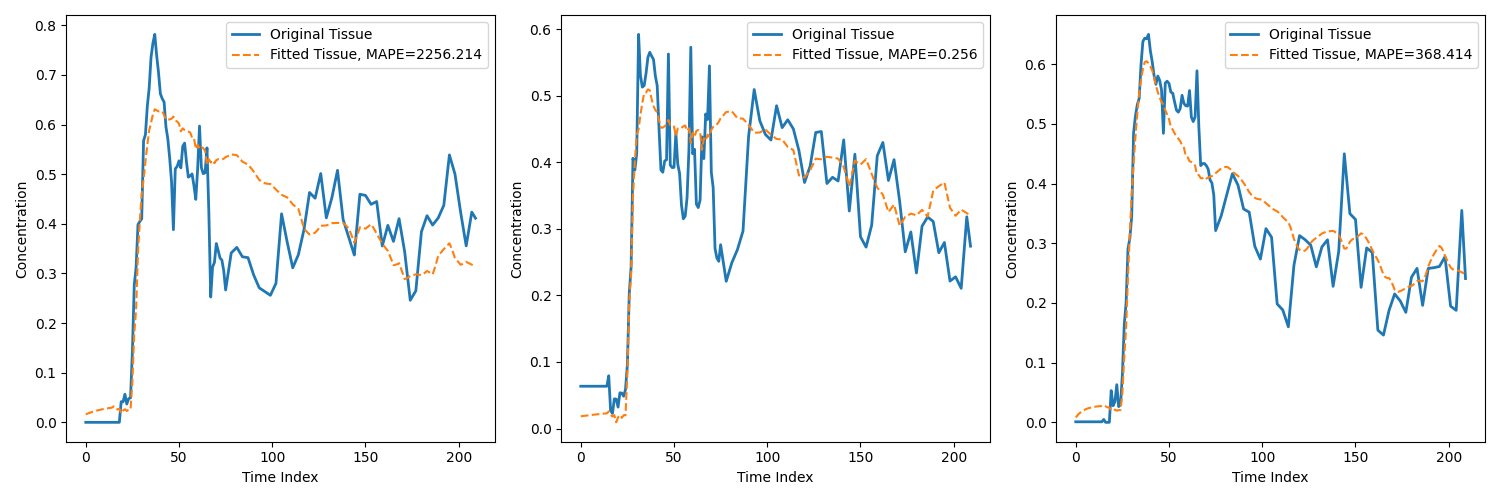 Original Tissue
Fitted Tissue, MAPE=2256.214
Concentration
0.8
0.7
0.6
0.5
0.4
0.3
0.2
0.1
0.0
0 50 100 150 200
Time Index
Original Tissue
Fitted Tissue, MAPE=0.256
Concentration
0.6
0.5
0.4
0.3
0.2
0.1
0.0
0 50 100 150 200
Time Index
Original Tissue
Fitted Tissue, MAPE=368.414
Concentration
0.6
0.5
0.4
0.3
0.2
0.1
0.0
0 50 100 150 200
Time Index